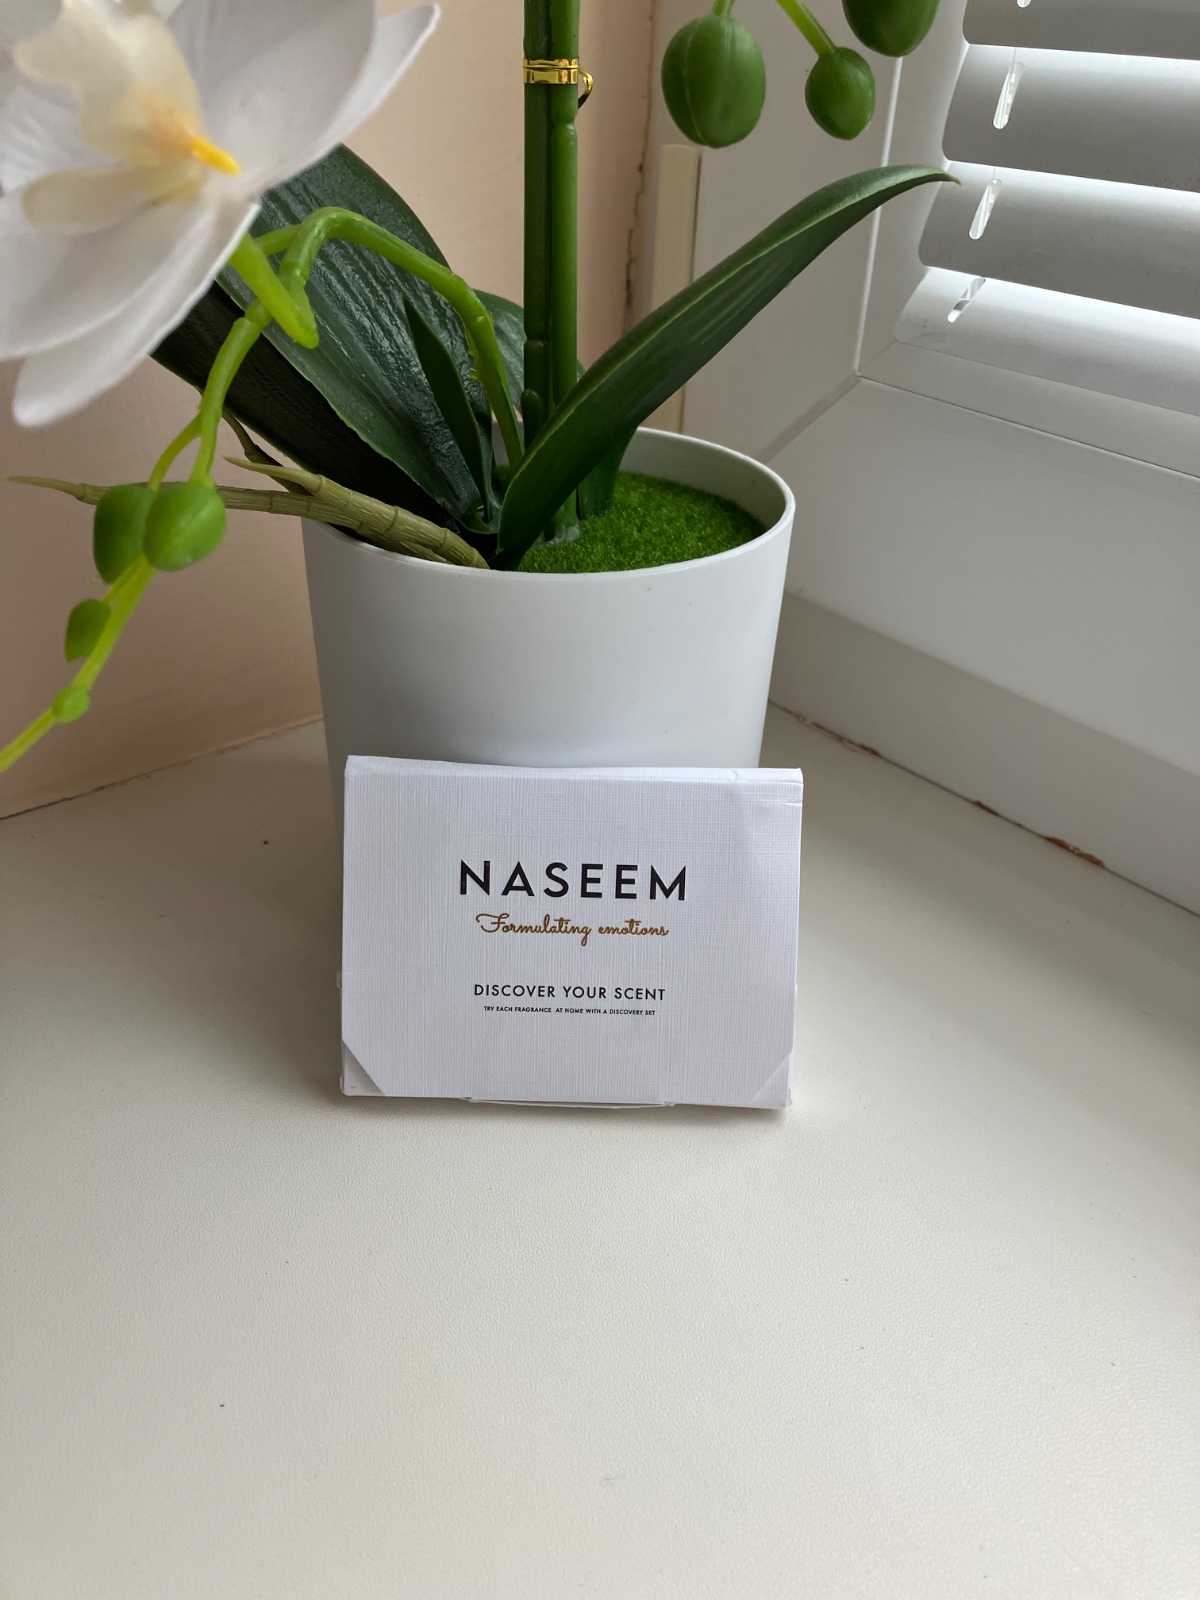 NASEEM
Formulating emotions
DISCOVER YOUR SCENT
TRY EACH FRAGRANCE AT HOME WITH A DISCOVERY SET